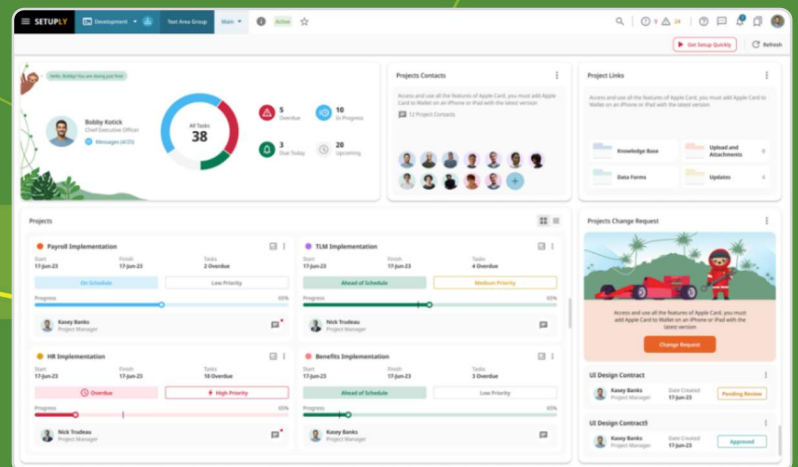 SETUPLY
Development
Test Area Group
Main
Active
24
Get Setup Quickly
Refresh
Hello, Bobby! You are doing just fine!
Bobby Kotick
Chief Executive Officer
Messages (4/25)
All Tasks
38
5
Overdue
10
In Progress
3
Due Today
20
Upcoming
Projects Contacts
Access and use all the features of Apple Card, you must add Apple
Card to Wallet on an iPhone or iPad with the latest version
12 Project Contacts
Project Links
Access and use all the features of Apple Card, you must add Apple Card to
Wallet on an iPhone or iPad with the latest version
Knowledge Base
Upload and
Attachments
8
Data Forms
Updates
4
Projects
Payroll Implementation
Start
Finish
Tasks
17-Jun-23
17-Jun-23
2 Overdue
On Schedule
Low Priority
Progress
65%
Kasey Banks
Project Manager
TLM Implementation
Start
Finish
Tasks
17-Jun-23
17-Jun-23
4 Overdue
Ahead of Schedule
Medium Priority
Progress
65%
Nick Trudeau
Project Manager
HR Implementation
Start
Finish
Tasks
17-Jun-23
17-Jun-23
10 Overdue
Overdue
High Priority
Progress
65%
Nick Trudeau
Project Manager
Benefits Implementation
Start
Finish
Tasks
17-Jun-23
17-Jun-23
3 Overdue
Ahead of Schedule
Low Priority
Progress
65%
Kasey Banks
Project Manager
Projects Change Request
Access and use all the features of Apple Card, you must
add Apple Card to Wallet on an iPhone or iPad with the
latest version
Change Request
UI Design Contract
Kasey Banks
Project Manager
Date Created
17-Jun-23
Pending Review
UI Design Contract5
Kasey Banks
Project Manager
Date Created
17-Jun-23
Approved